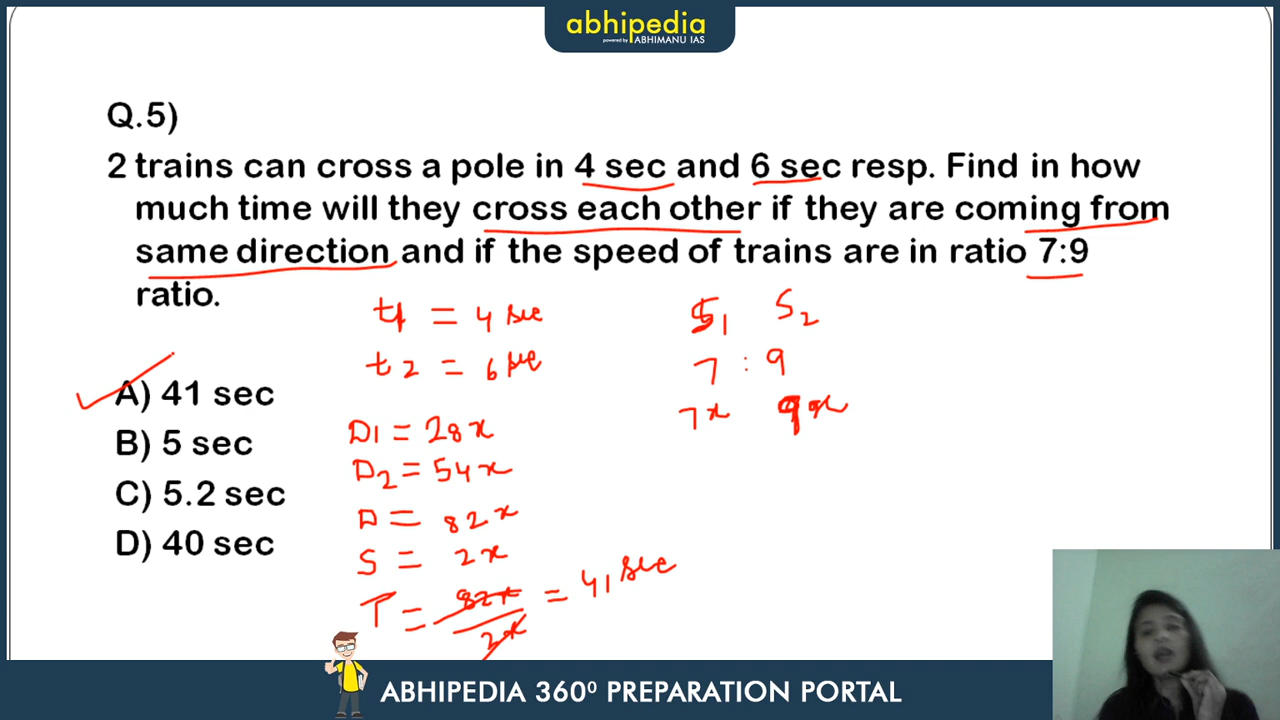 abhipedia
powered by ABHIMANU IAS
Q.5)
2 trains can cross a pole in 4 sec and 6 sec resp. Find in how
much time will they cross each other if they are coming from
same direction and if the speed of trains are in ratio 7:9
ratio.
t1 = 4 sec
t2 = 6 sec
S1 S2
7 : 9
7x 9x
A) 41 sec
B) 5 sec
C) 5.2 sec
D) 40 sec
D1 = 28x
D2 = 54x
D = 82x
S = 2x
T = 82x/2x = 41 sec
ABHIPEDIA 360⁰ PREPARATION PORTAL